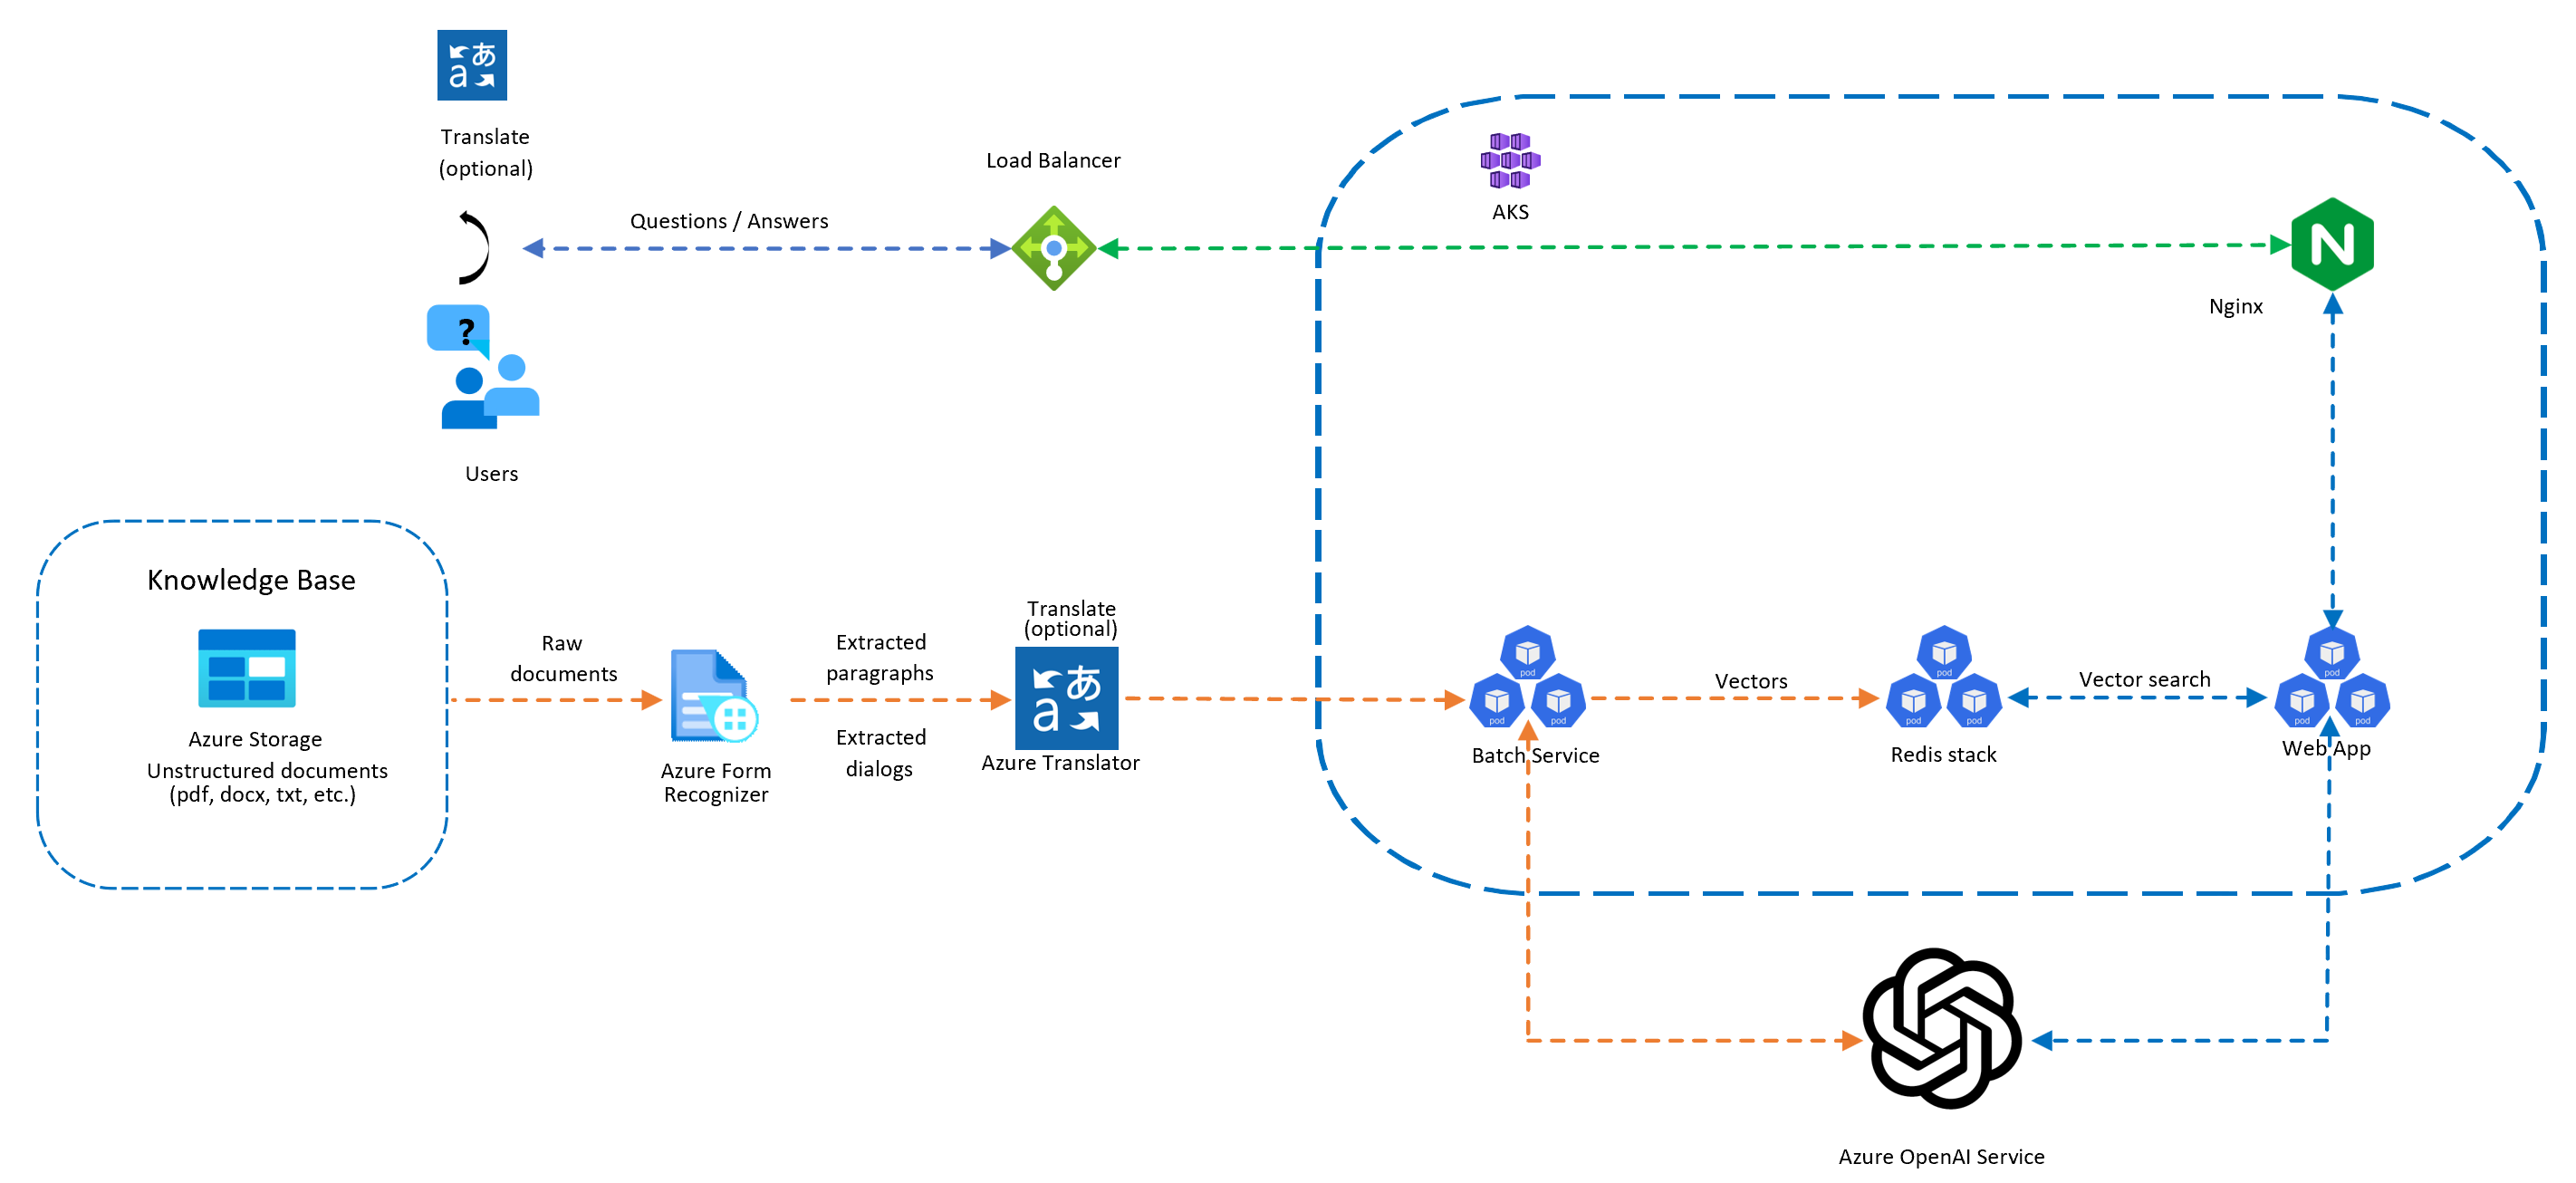 あ
a
Translate
(optional)
Questions / Answers
Load Balancer
AKS
N
Nginx
?
Users
Knowledge Base
Azure Storage
Unstructured documents
(pdf, docx, txt, etc.)
Raw
documents
Azure Form
Recognizer
Extracted
paragraphs
Extracted
dialogs
Translate
(optional)
あ
a
Azure Translator
pod
pod
pod
Batch Service
Vectors
pod
pod
pod
Redis stack
Vector search
pod
pod
pod
Web App
Azure OpenAI Service